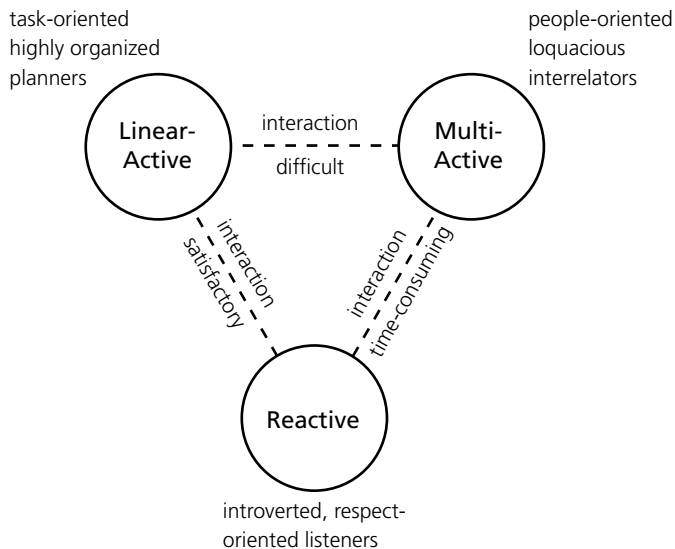 task-oriented
highly organized
planners
people-oriented
loquacious
interrelators
Linear-
Active
interaction
difficult
Multi-
Active
interaction
satisfactory
interaction
time-consuming
Reactive
introverted, respect-
oriented listeners